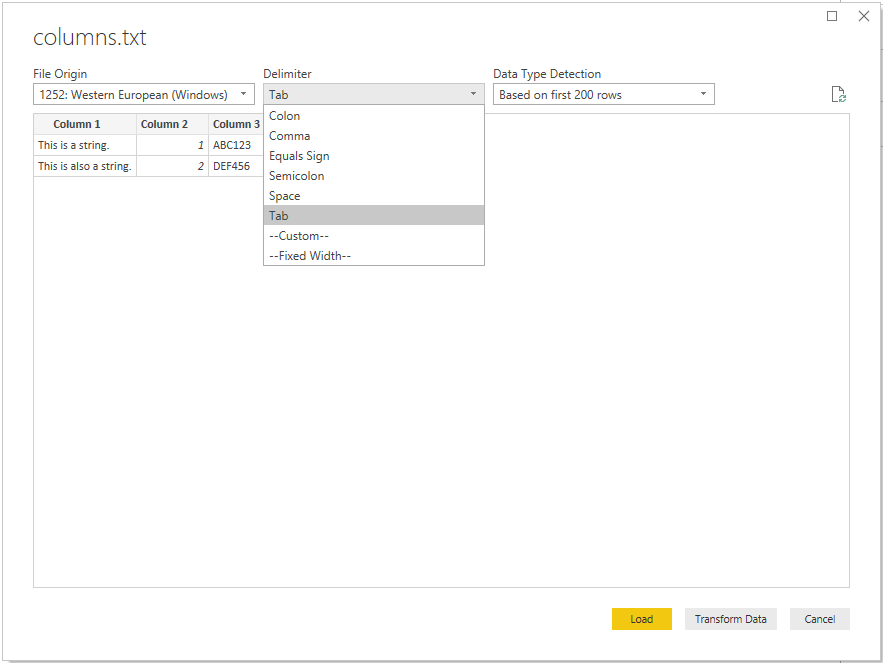 columns.txt
File Origin Delimiter Data Type Detection
1252: Western European (Windows) Tab Based on first 200 rows
Colon
Column 1 Column 2 Column 3
Comma
This is a string. 1 ABC123
Equals Sign
This is also a string. 2 DEF456
Semicolon
Space
Tab
--Custom--
--Fixed Width--
Load Transform Data Cancel